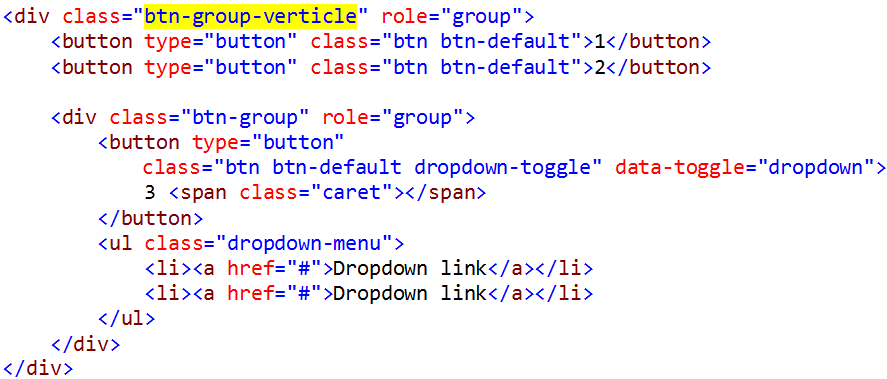 <div class="btn-group-verticle" role="group">
    <button type="button" class="btn btn-default">1</button>
    <button type="button" class="btn btn-default">2</button>

    <div class="btn-group" role="group">
        <button type="button"
            class="btn btn-default dropdown-toggle" data-toggle="dropdown">
            3 <span class="caret"></span>
        </button>
        <ul class="dropdown-menu">
            <li><a href="#">Dropdown link</a></li>
            <li><a href="#">Dropdown link</a></li>
        </ul>
    </div>
</div>